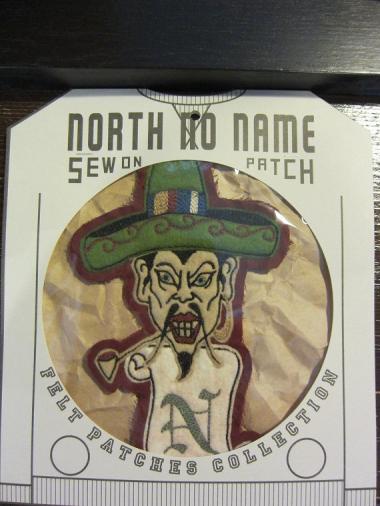 NORTH NO NAME
SEW ON PATCH
N
FELT PATCHES COLLECTION